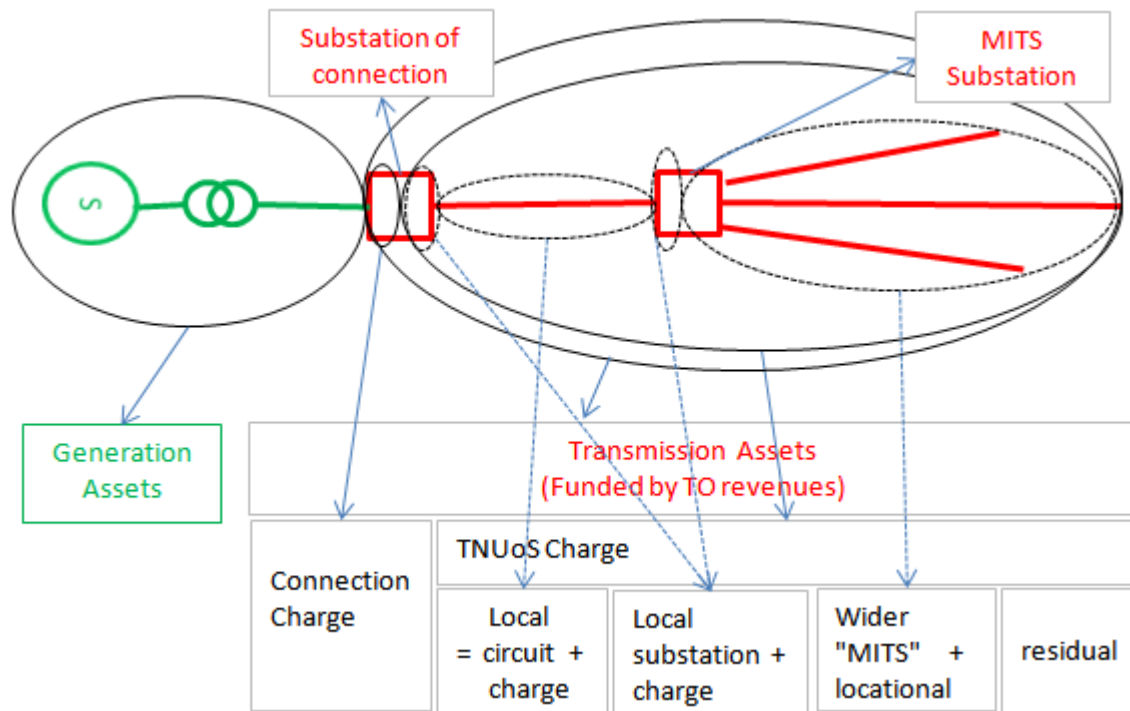 Substation of
connection
MITS
Substation
S
Generation
Assets
Transmission Assets
(Funded by TO revenues)
TNUoS Charge
Connection
Charge
Local
= circuit +
charge
Local
substation +
charge
Wider
"MITS" +
locational
residual